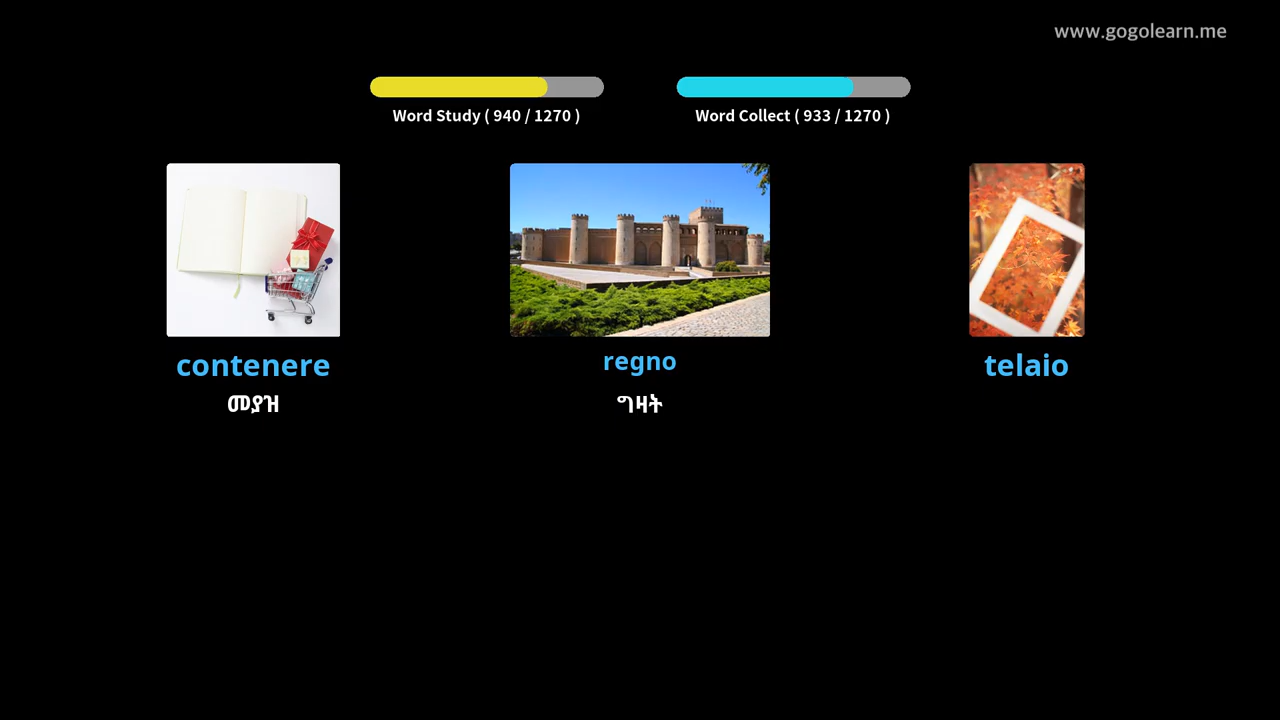 www.gogolearn.me
Word Study ( 940 / 1270 )
Word Collect ( 933 / 1270 )
contenere
መያዝ
regno
ግዛት
telaio